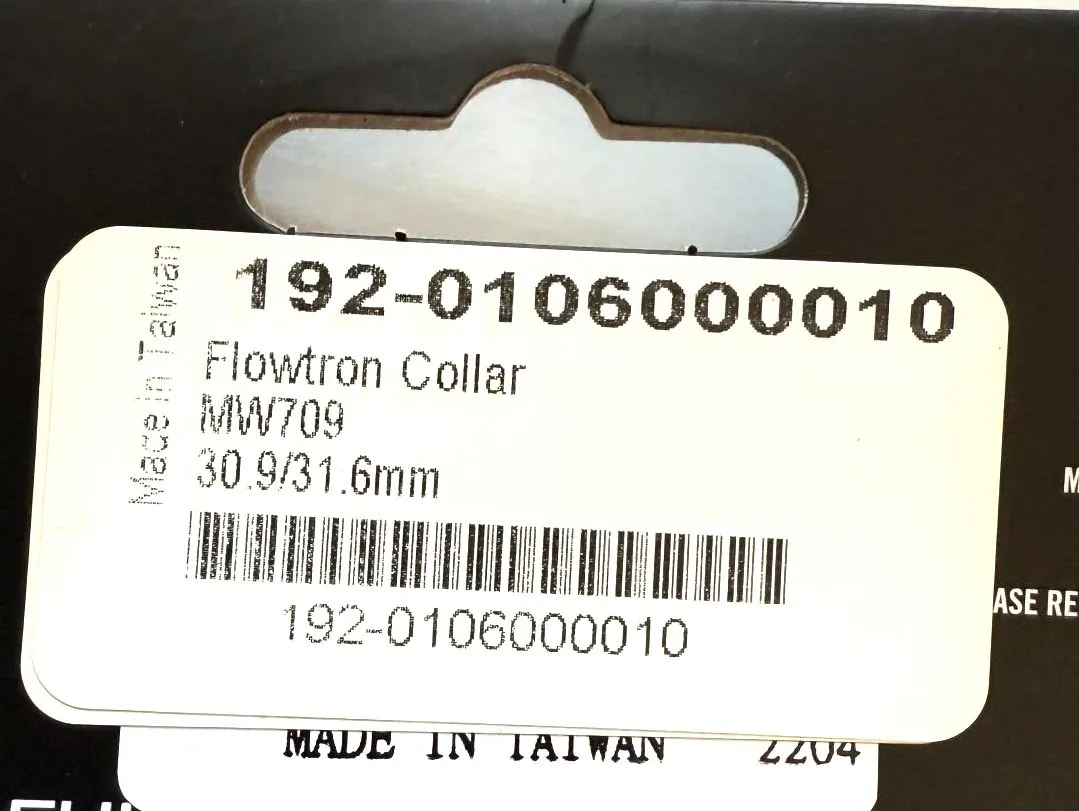 192-0106000010
Made in Taiwan
Flowtron Collar
MW709
30.9/31.6mm
192-0106000010
MADE IN TAIWAN 2204
ASE RE